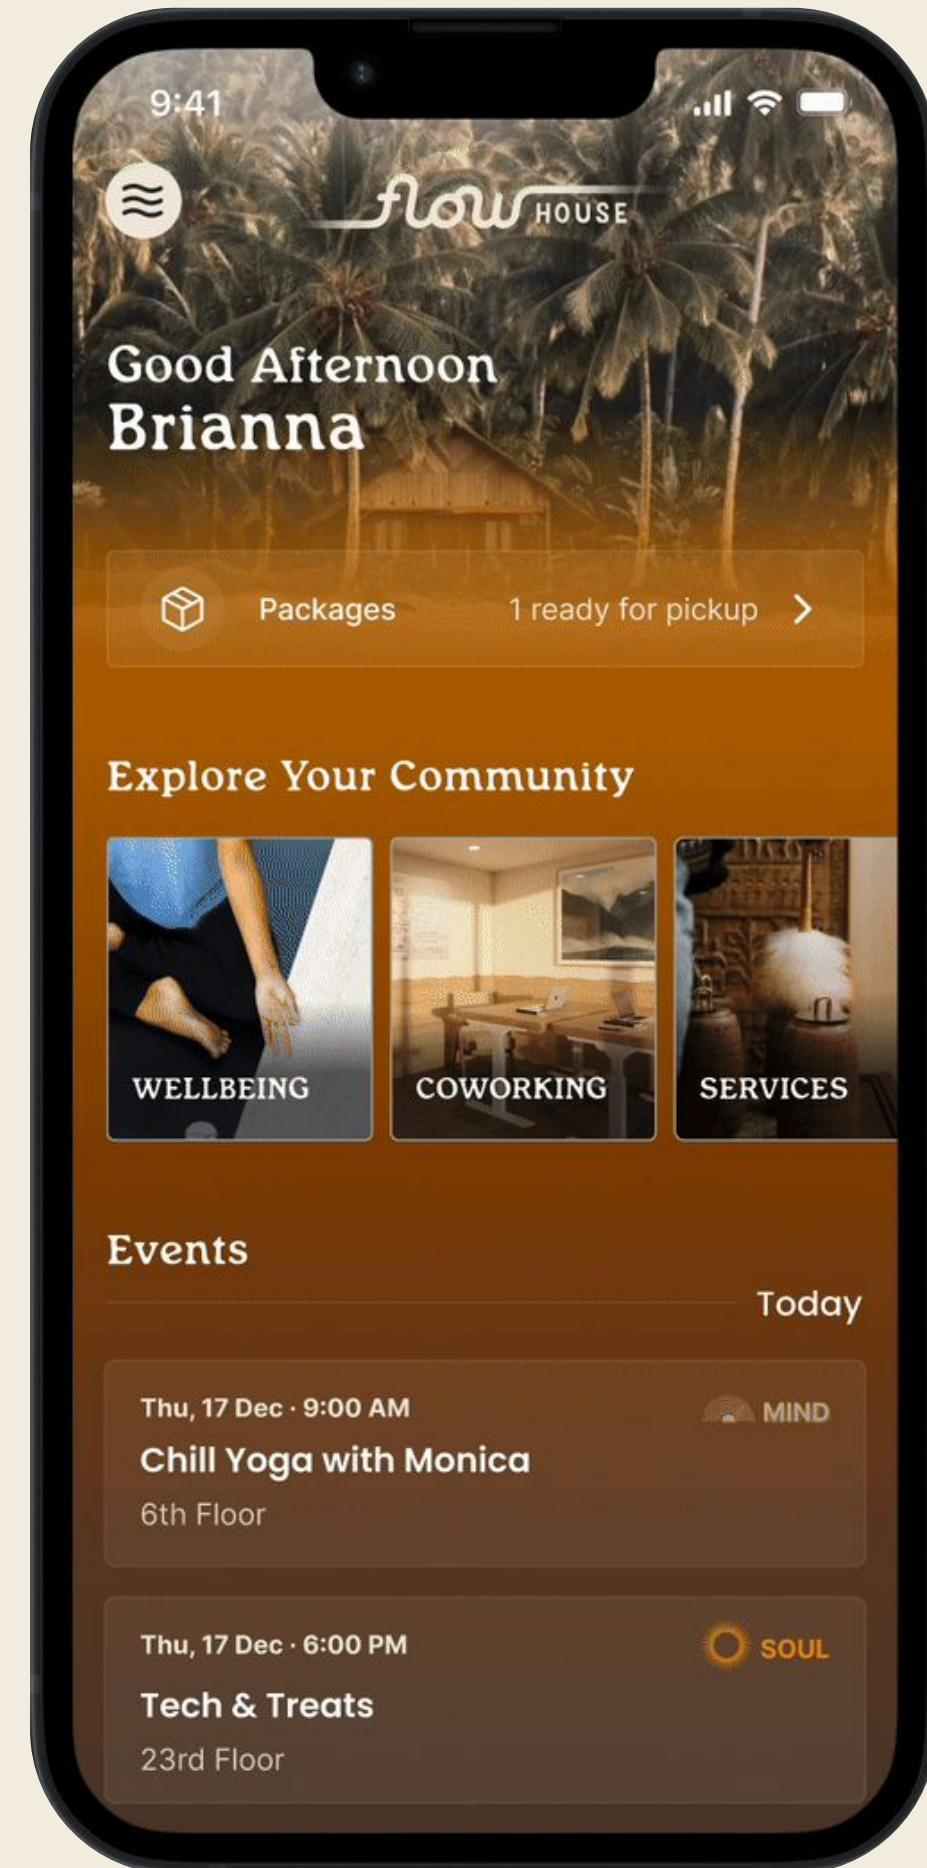 9:41
flow HOUSE
Good Afternoon
Brianna
Packages 1 ready for pickup
Explore Your Community
WELLBEING COWORKING SERVICES
Events
Today
Thu, 17 Dec · 9:00 AM MIND
Chill Yoga with Monica
6th Floor
Thu, 17 Dec · 6:00 PM SOUL
Tech & Treats
23rd Floor